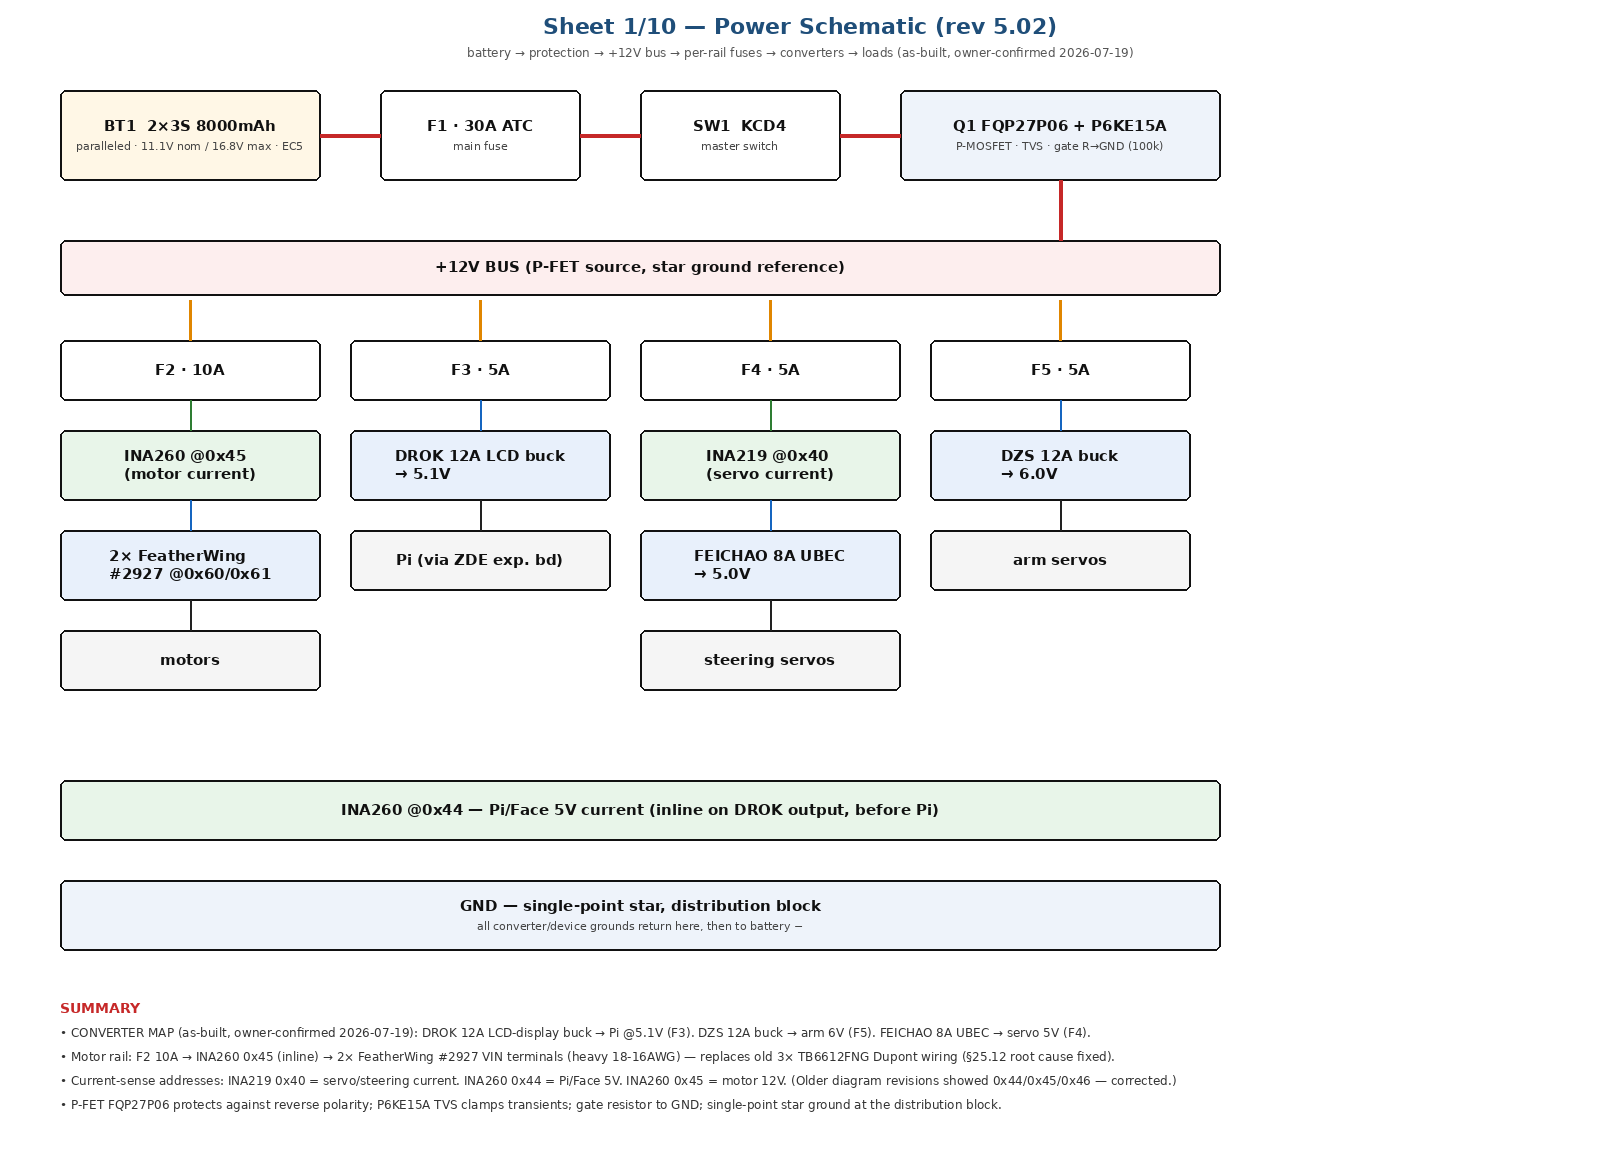 Sheet 1/10 — Power Schematic (rev 5.02)
battery → protection → +12V bus → per-rail fuses → converters → loads (as-built, owner-confirmed 2026-07-19)
BT1  2×3S 8000mAh
paralleled · 11.1V nom / 16.8V max · EC5
F1 · 30A ATC
main fuse
SW1  KCD4
master switch
Q1 FQP27P06 + P6KE15A
P-MOSFET · TVS · gate R→GND (100k)
+12V BUS (P-FET source, star ground reference)
F2 · 10A
F3 · 5A
F4 · 5A
F5 · 5A
INA260 @0x45
(motor current)
DROK 12A LCD buck
→ 5.1V
INA219 @0x40
(servo current)
DZS 12A buck
→ 6.0V
2× FeatherWing
#2927 @0x60/0x61
Pi (via ZDE exp. bd)
FEICHAO 8A UBEC
→ 5.0V
arm servos
motors
steering servos
INA260 @0x44 — Pi/Face 5V current (inline on DROK output, before Pi)
GND — single-point star, distribution block
all converter/device grounds return here, then to battery −
SUMMARY
• CONVERTER MAP (as-built, owner-confirmed 2026-07-19): DROK 12A LCD-display buck → Pi @5.1V (F3). DZS 12A buck → arm 6V (F5). FEICHAO 8A UBEC → servo 5V (F4).
• Motor rail: F2 10A → INA260 0x45 (inline) → 2× FeatherWing #2927 VIN terminals (heavy 18-16AWG) — replaces old 3× TB6612FNG Dupont wiring (§25.12 root cause fixed).
• Current-sense addresses: INA219 0x40 = servo/steering current. INA260 0x44 = Pi/Face 5V. INA260 0x45 = motor 12V. (Older diagram revisions showed 0x44/0x45/0x46 — corrected.)
• P-FET FQP27P06 protects against reverse polarity; P6KE15A TVS clamps transients; gate resistor to GND; single-point star ground at the distribution block.